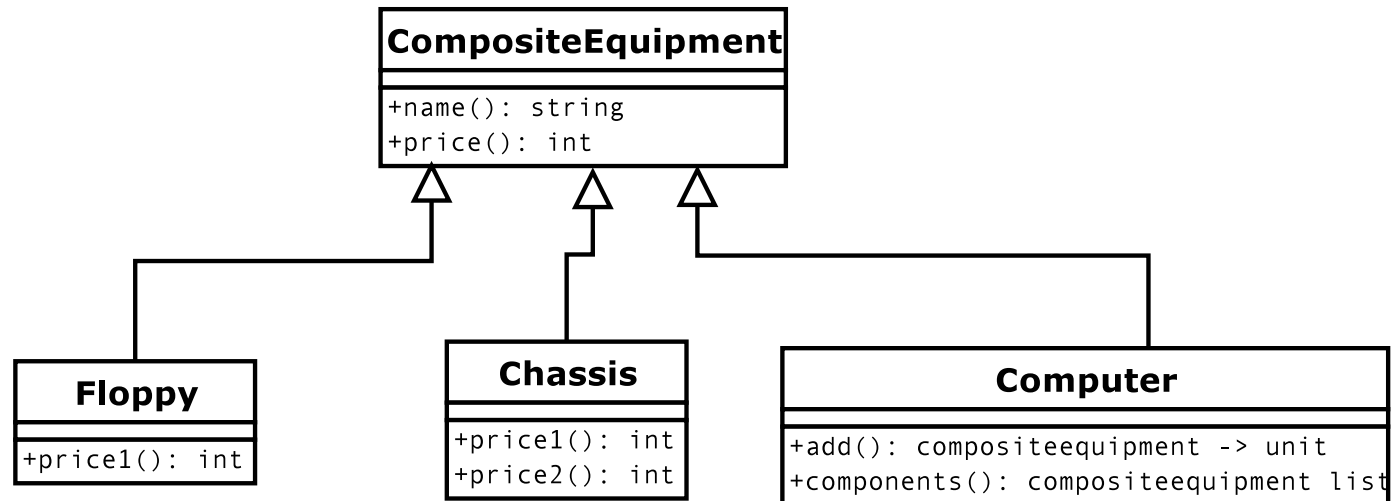 CompositeEquipment
+name(): string
+price(): int
Floppy
+price1(): int
Chassis
+price1(): int
+price2(): int
Computer
+add(): compositeequipment -> unit
+components(): compositeequipment list